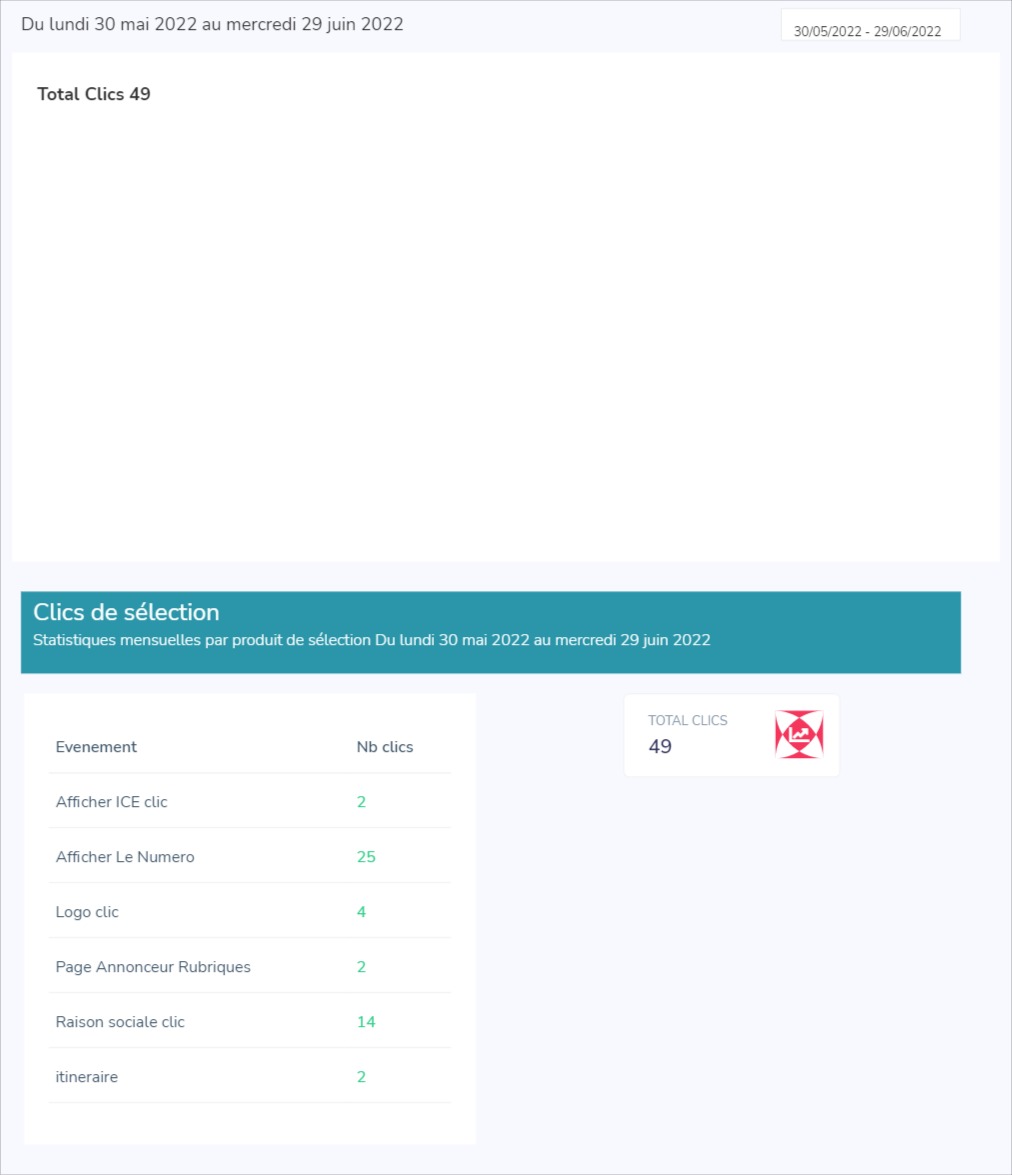 Du lundi 30 mai 2022 au mercredi 29 juin 2022
30/05/2022 - 29/06/2022
Total Clics 49
Clics de sélection
Statistiques mensuelles par produit de sélection Du lundi 30 mai 2022 au mercredi 29 juin 2022
Evenement Nb clics
Afficher ICE clic 2
Afficher Le Numero 25
Logo clic 4
Page Annonceur Rubriques 2
Raison sociale clic 14
itineraire 2
TOTAL CLICS
49